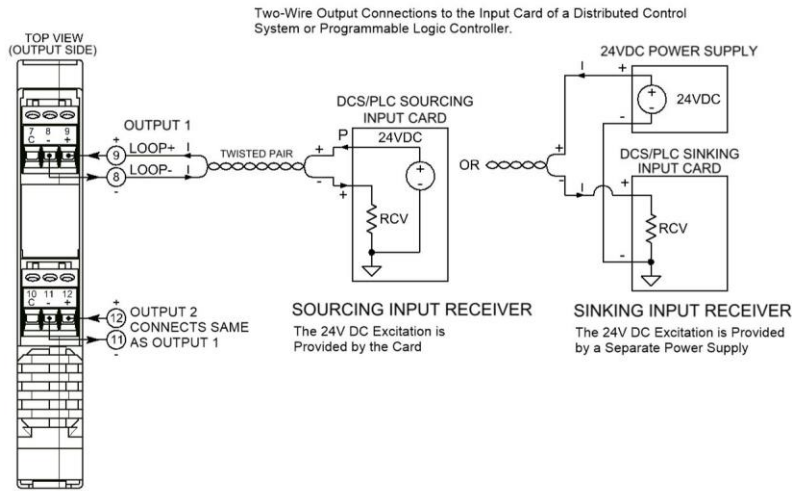 Two-Wire Output Connections to the Input Card of a Distributed Control
System or Programmable Logic Controller.
TOP VIEW
(OUTPUT SIDE)
7 8 9
C - +
OUTPUT 1
+
9 LOOP+ I
8 LOOP- I
-
TWISTED PAIR
DCS/PLC SOURCING
INPUT CARD
P
24VDC
+
-
I
+
-
+
RCV
OR
24VDC POWER SUPPLY
I
+
+
-
24VDC
-
+
-
DCS/PLC SINKING
INPUT CARD
I
+
RCV
-
10 11 12
C - +
+
12 OUTPUT 2
CONNECTS SAME
11 AS OUTPUT 1
-
SOURCING INPUT RECEIVER
The 24V DC Excitation is
Provided by the Card
SINKING INPUT RECEIVER
The 24V DC Excitation is Provided
by a Separate Power Supply